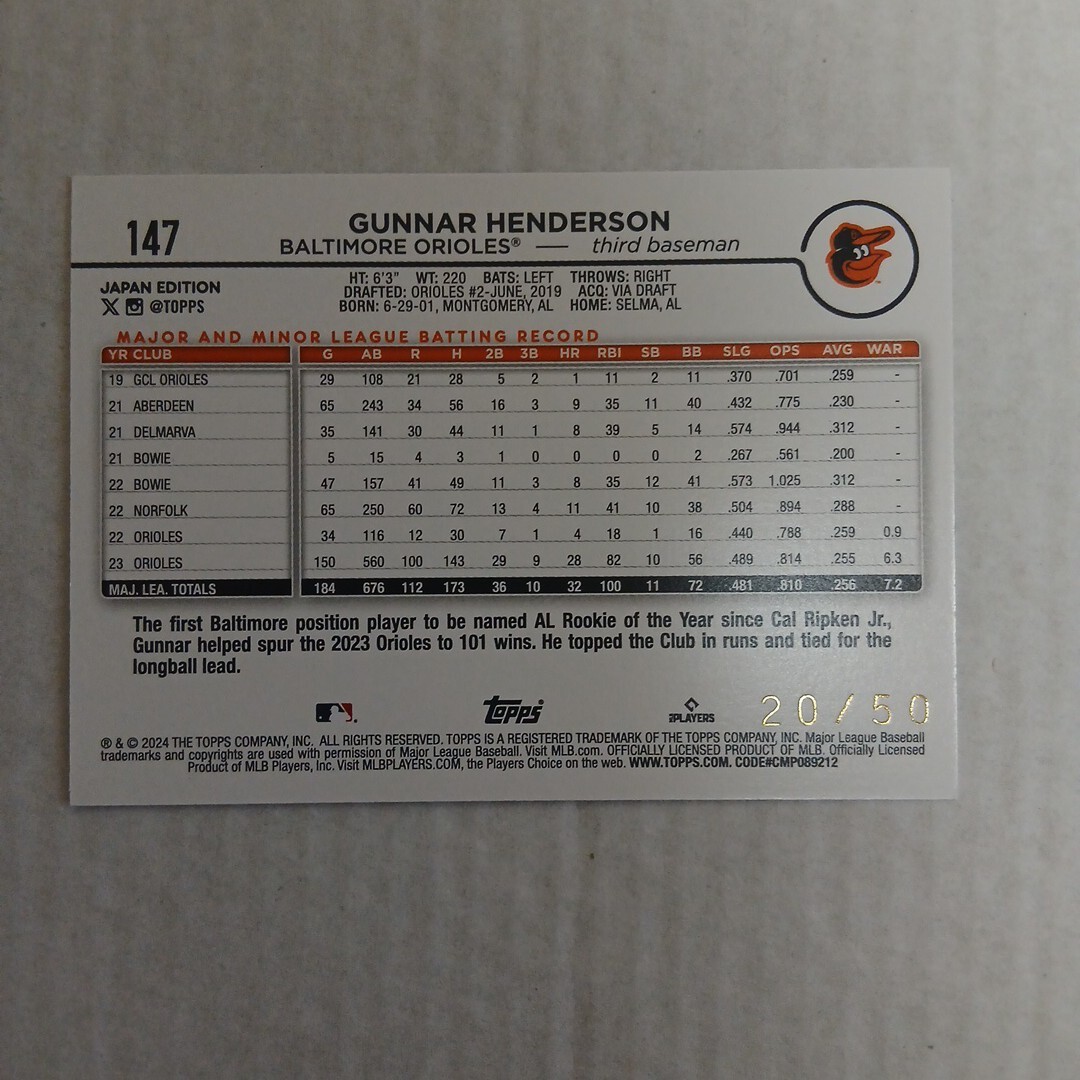 147
GUNNAR HENDERSON
BALTIMORE ORIOLES® — third baseman
JAPAN EDITION
@TOPPS
HT: 6'3" WT: 220 BATS: LEFT THROWS: RIGHT
DRAFTED: ORIOLES #2-JUNE, 2019 ACQ: VIA DRAFT
BORN: 6-29-01, MONTGOMERY, AL HOME: SELMA, AL
MAJOR AND MINOR LEAGUE BATTING RECORD
YR CLUB G AB R H 2B 3B HR RBI SB BB SLG OPS AVG WAR
19 GCL ORIOLES 29 108 21 28 5 2 1 11 2 11 .370 .701 .259 -
21 ABERDEEN 65 243 34 56 16 3 9 35 11 40 .432 .775 .230 -
21 DELMARVA 35 141 30 44 11 1 8 39 5 14 .574 .944 .312 -
21 BOWIE 5 15 4 3 1 0 0 0 0 2 .267 .561 .200 -
22 BOWIE 47 157 41 49 11 3 8 35 12 41 .573 1.025 .312 -
22 NORFOLK 65 250 60 72 13 4 11 41 10 38 .504 .894 .288 -
22 ORIOLES 34 116 12 30 7 1 4 18 1 16 .440 .788 .259 0.9
23 ORIOLES 150 560 100 143 29 9 28 82 10 56 .489 .814 .255 6.3
MAJ. LEA. TOTALS 184 676 112 173 36 10 32 100 11 72 .481 .810 .256 7.2
The first Baltimore position player to be named AL Rookie of the Year since Cal Ripken Jr.,
Gunnar helped spur the 2023 Orioles to 101 wins. He topped the Club in runs and tied for the
longball lead.
topps
PLAYERS
20/50
® & © 2024 THE TOPPS COMPANY, INC. ALL RIGHTS RESERVED. TOPPS IS A REGISTERED TRADEMARK OF THE TOPPS COMPANY, INC. Major League Baseball
trademarks and copyrights are used with permission of Major League Baseball. Visit MLB.com. OFFICIALLY LICENSED PRODUCT OF MLB. Officially Licensed
Product of MLB Players, Inc. Visit MLBPLAYERS.COM, the Players Choice on the web. WWW.TOPPS.COM. CODE#CMP089212